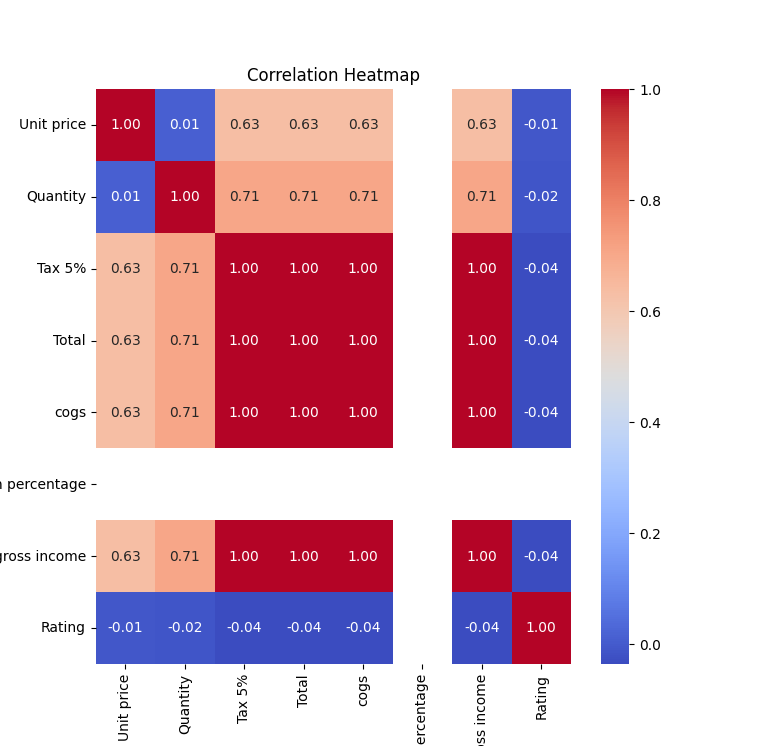 Correlation Heatmap
Unit price 1.00 0.01 0.63 0.63 0.63 0.63 -0.01
Quantity 0.01 1.00 0.71 0.71 0.71 0.71 -0.02
Tax 5% 0.63 0.71 1.00 1.00 1.00 1.00 -0.04
Total 0.63 0.71 1.00 1.00 1.00 1.00 -0.04
cogs 0.63 0.71 1.00 1.00 1.00 1.00 -0.04
percentage
gross income 0.63 0.71 1.00 1.00 1.00 1.00 -0.04
Rating -0.01 -0.02 -0.04 -0.04 -0.04 -0.04 1.00
Unit price
Quantity
Tax 5%
Total
cogs
ercentage
ss income
Rating
1.0
0.8
0.6
0.4
0.2
0.0